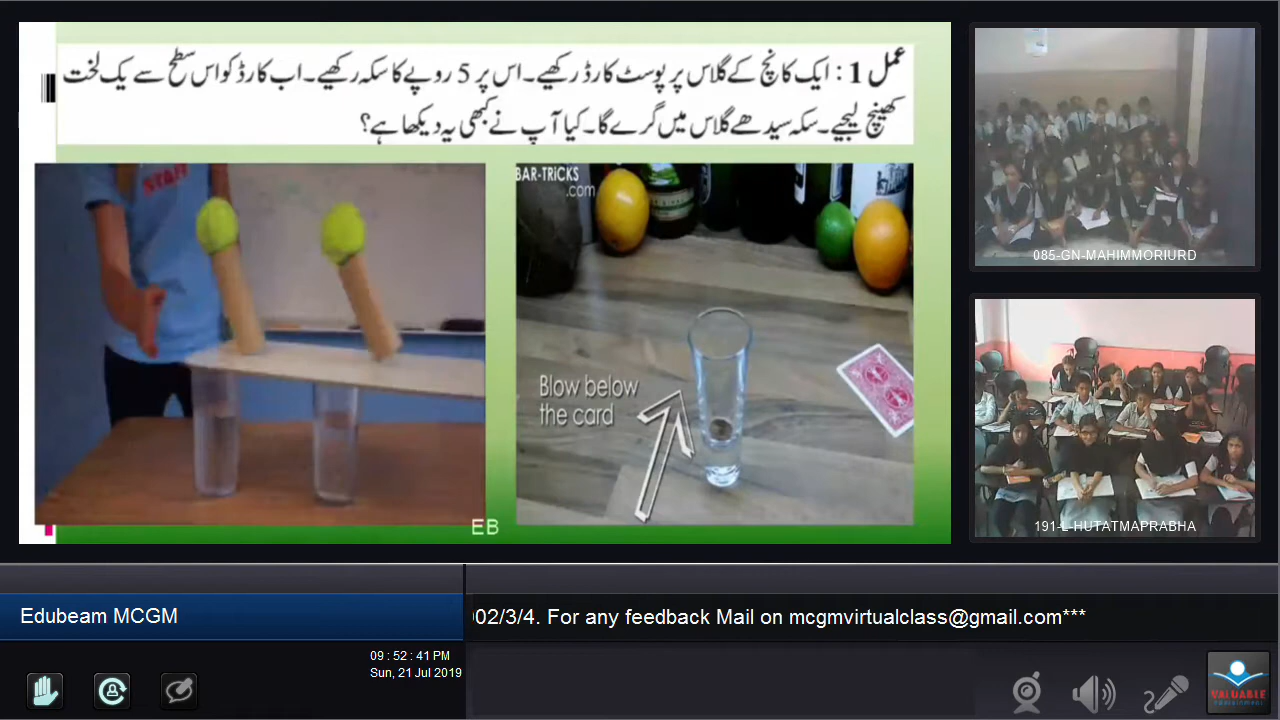 عمل 1 : ایک کانچ کے گلاس پر پوسٹ کارڈ رکھیے۔ اس پر 5 روپے کا سکہ رکھیے۔ اب کارڈ کو اس سطح سے یک لخت
کھینچ لیجیے۔ سکہ سیدھے گلاس میں گرے گا۔ کیا آپ نے کبھی یہ دیکھا ہے؟
STAFF
BAR-TRICKS
.com
Blow below
the card
EB
085-GN-MAHIMMORIURD
191-L-HUTATMAPRABHA
Edubeam MCGM
002/3/4. For any feedback Mail on mcgmvirtualclass@gmail.com***
09 : 52 : 41 PM
Sun, 21 Jul 2019
VALUABLE